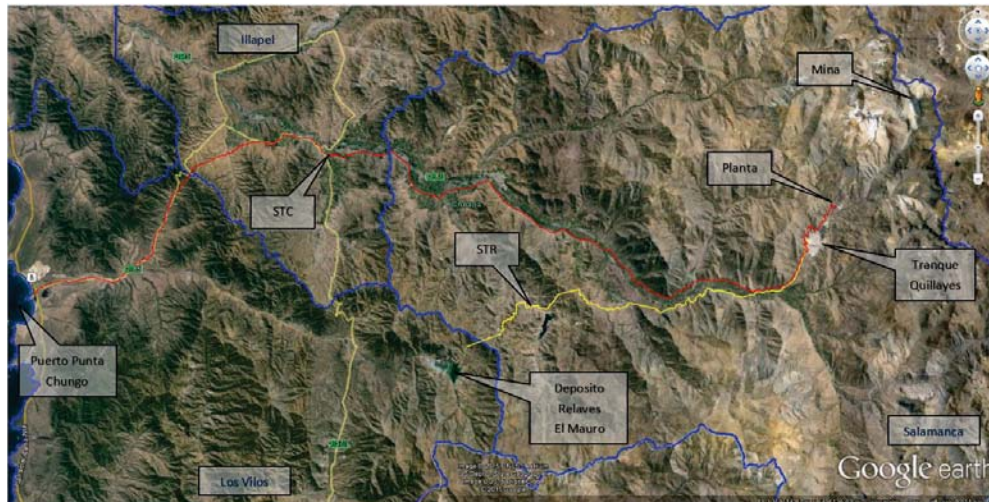 Illapel
Mina
Planta
STC
STR
Tranque
Quillayes
Puerto Punta
Chungo
Deposito
Relaves
El Mauro
Salamanca
Los Vilos
Google earth